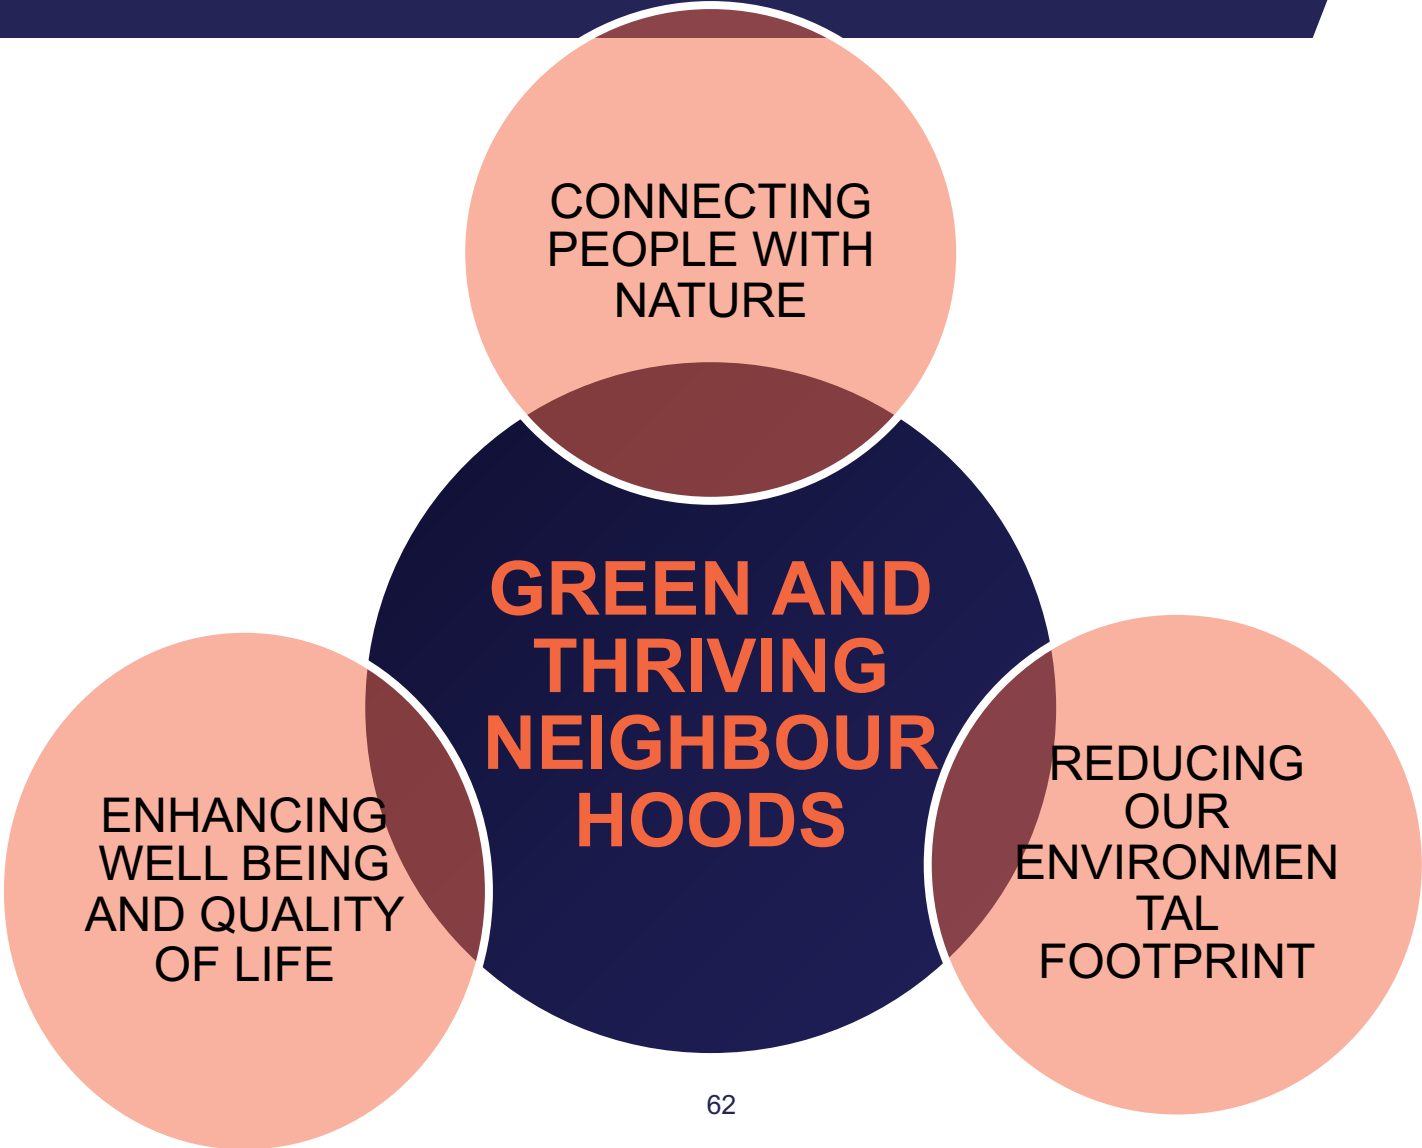 CONNECTING
PEOPLE WITH
NATURE
GREEN AND
THRIVING
NEIGHBOUR
HOODS
ENHANCING
WELL BEING
AND QUALITY
OF LIFE
REDUCING
OUR
ENVIRONMEN
TAL
FOOTPRINT
62